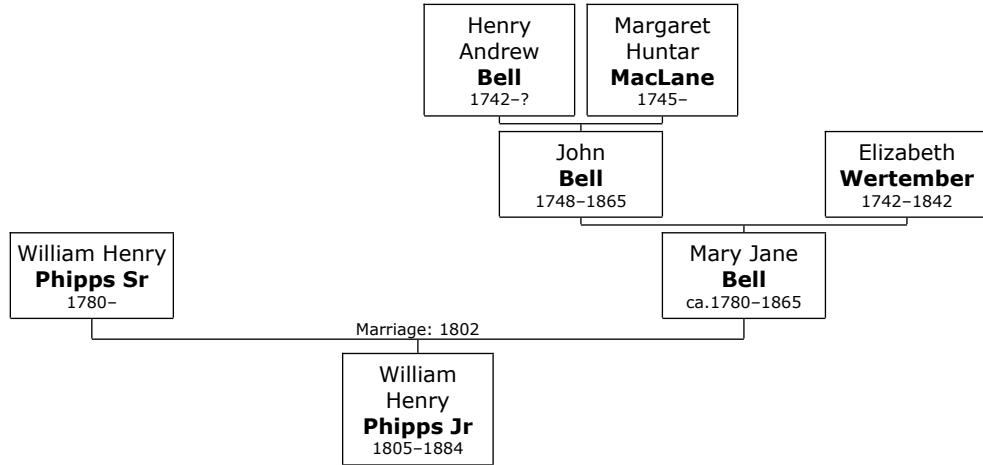 Henry
Andrew
Bell
1742–?
Margaret
Huntar
MacLane
1745–
John
Bell
1748–1865
Elizabeth
Wertember
1742–1842
William Henry
Phipps Sr
1780–
Mary Jane
Bell
ca.1780–1865
Marriage: 1802
William
Henry
Phipps Jr
1805–1884